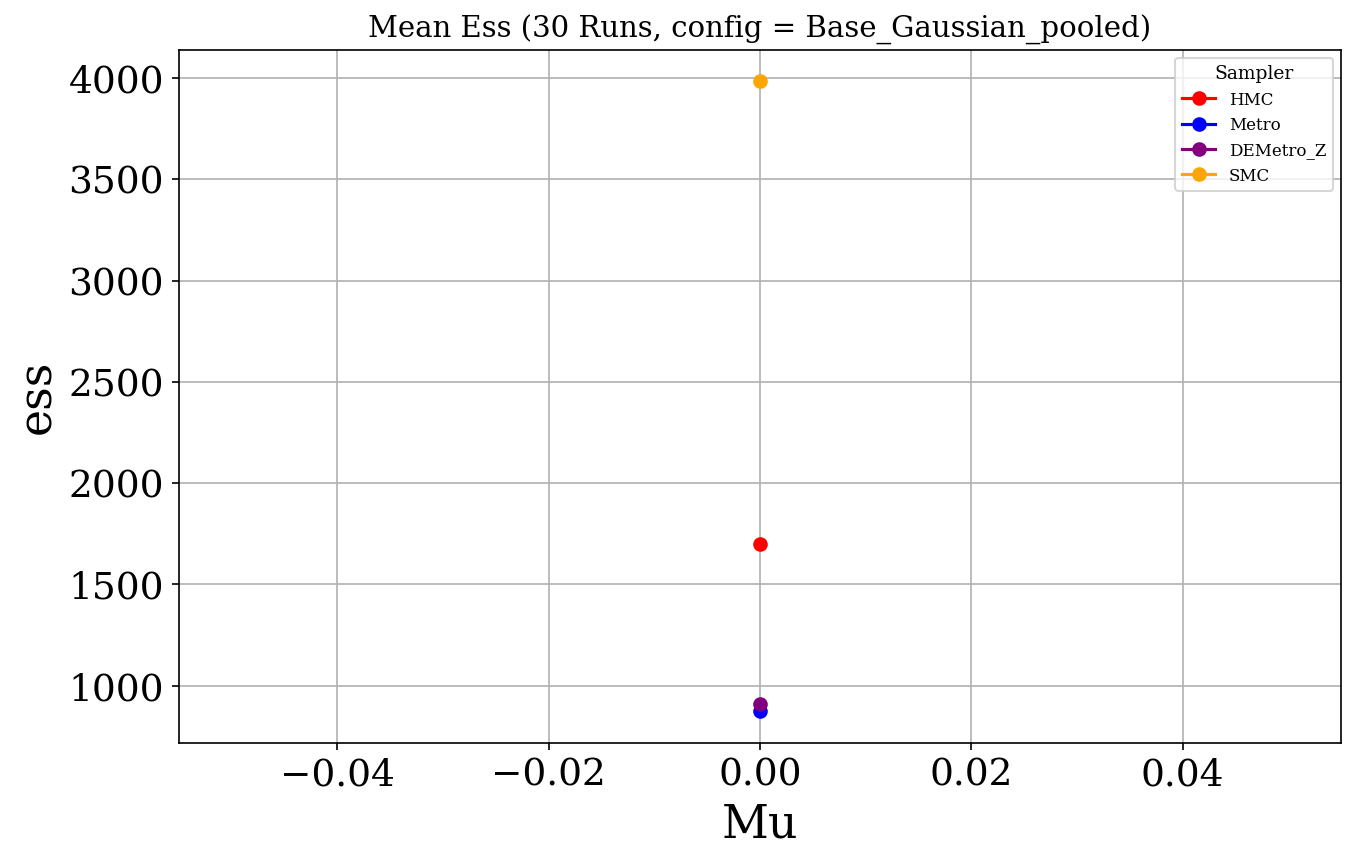 Mean Ess (30 Runs, config = Base_Gaussian_pooled)
Sampler
HMC
Metro
DEMetro_Z
SMC
4000
3500
3000
2500
2000
1500
1000
ess
−0.04
−0.02
0.00
0.02
0.04
Mu